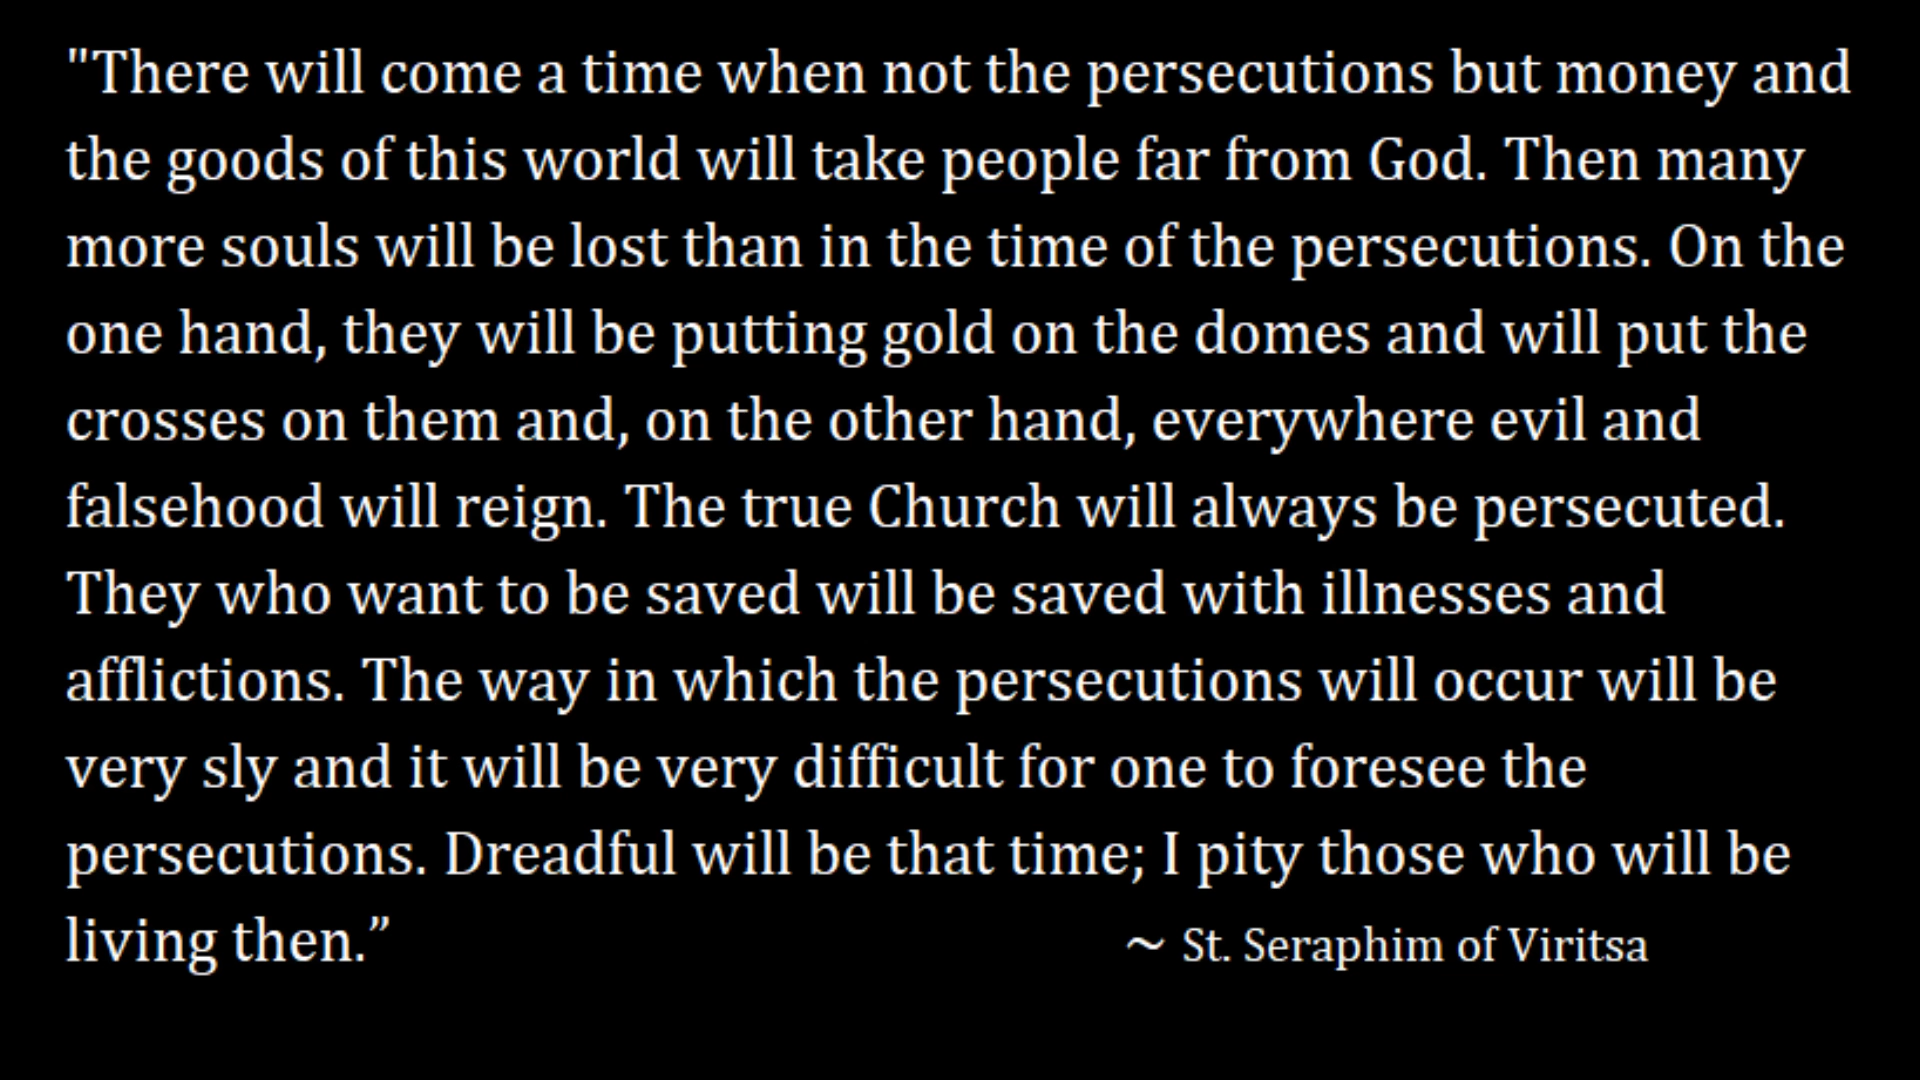 "There will come a time when not the persecutions but money and
the goods of this world will take people far from God. Then many
more souls will be lost than in the time of the persecutions. On the
one hand, they will be putting gold on the domes and will put the
crosses on them and, on the other hand, everywhere evil and
falsehood will reign. The true Church will always be persecuted.
They who want to be saved will be saved with illnesses and
afflictions. The way in which the persecutions will occur will be
very sly and it will be very difficult for one to foresee the
persecutions. Dreadful will be that time; I pity those who will be
living then.” ~ St. Seraphim of Viritsa